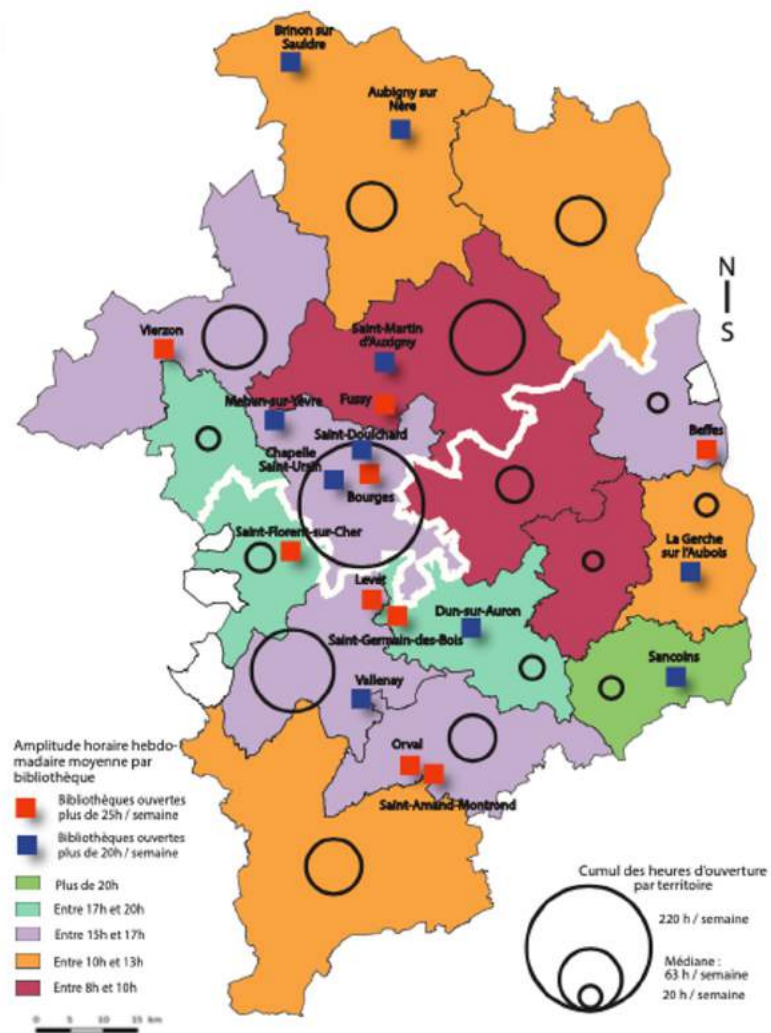 Brinon sur
Sauldre
Aubigny sur
Nère
N
S
Vierzon
Saint-Martin
d'Auxigny
Mehun-sur-Yèvre
Fussy
Saint-Doulchard
Chapelle
Saint-Ursin
Bourges
Beffes
Saint-Florent-sur-Cher
La Gerche
sur l'Aubois
Levet
Dun-sur-Auron
Saint-Germain-des-Bois
Sancoins
Vallenay
Orval
Saint-Amand-Montrond
Amplitude horaire hebdo-
madaire moyenne par
bibliothèque
Bibliothèques ouvertes
plus de 25h / semaine
Bibliothèques ouvertes
plus de 20h / semaine
Plus de 20h
Entre 17h et 20h
Entre 15h et 17h
Entre 10h et 13h
Entre 8h et 10h
0 5 10 15 km
Cumul des heures d'ouverture
par territoire
220 h / semaine
Médiane :
63 h / semaine
20 h / semaine